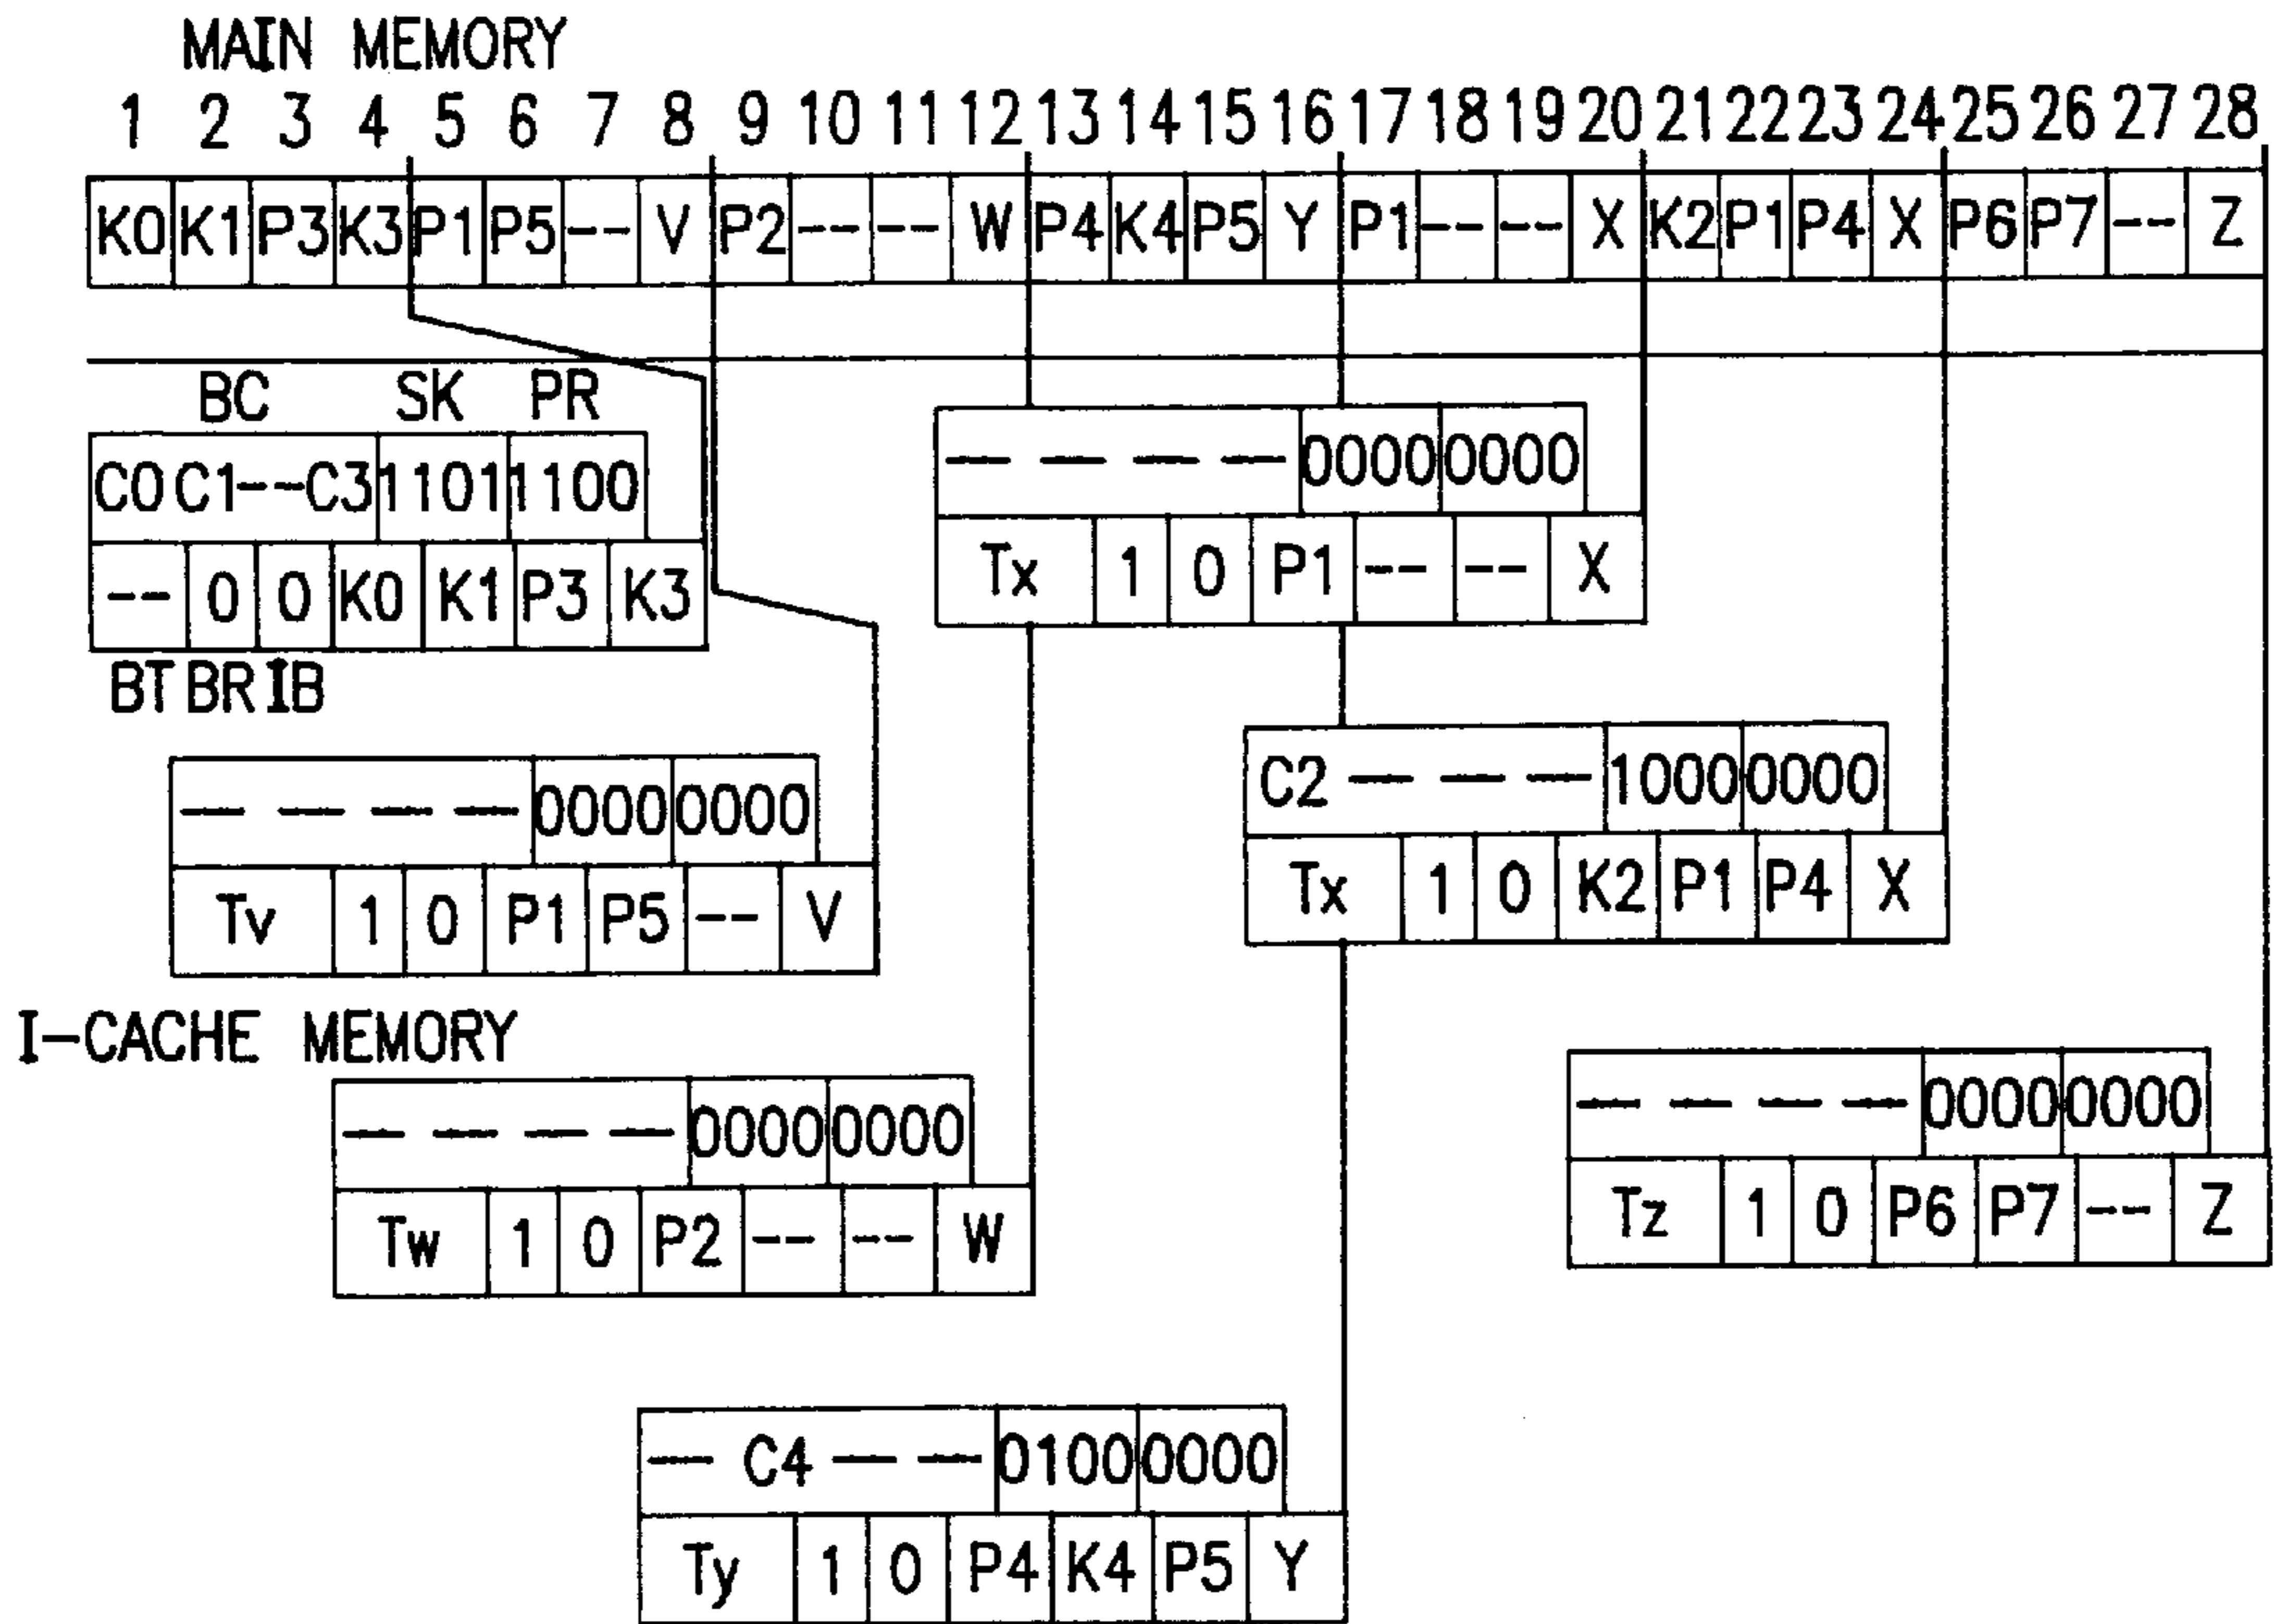 MAIN MEMORY
1 2 3 4 5 6 7 8 9 10 11 12 13 14 15 16 17 18 19 20 21 22 23 24 25 26 27 28
K0 K1 P3 K3 P1 P5 -- V P2 -- -- W P4 K4 P5 Y P1 -- -- X K2 P1 P4 X P6 P7 -- Z
BC SK PR
C0 C1 -- C3 1101 1100
-- 0 0 K0 K1 P3 K3
BT BR IB
— — — — 0000 0000
Tx 1 0 P1 -- -- X
— — — — 0000 0000
Tv 1 0 P1 P5 -- V
C2 — — — 1000 0000
Tx 1 0 K2 P1 P4 X
I-CACHE MEMORY
— — — — 0000 0000
Tw 1 0 P2 -- -- W
— — — — 0000 0000
Tz 1 0 P6 P7 -- Z
— C4 — — 0100 0000
Ty 1 0 P4 K4 P5 Y